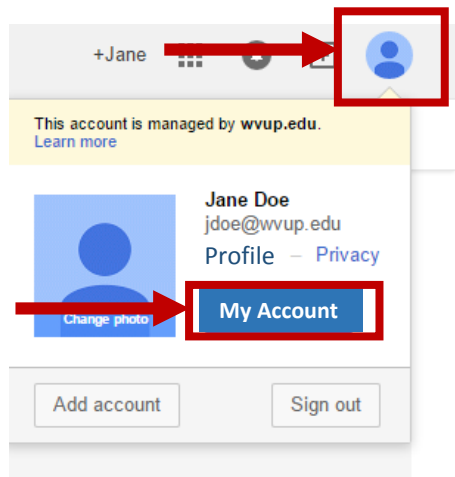 +Jane
This account is managed by wvup.edu.
Learn more
Jane Doe
jdoe@wvup.edu
Profile – Privacy
Change photo
My Account
Add account
Sign out